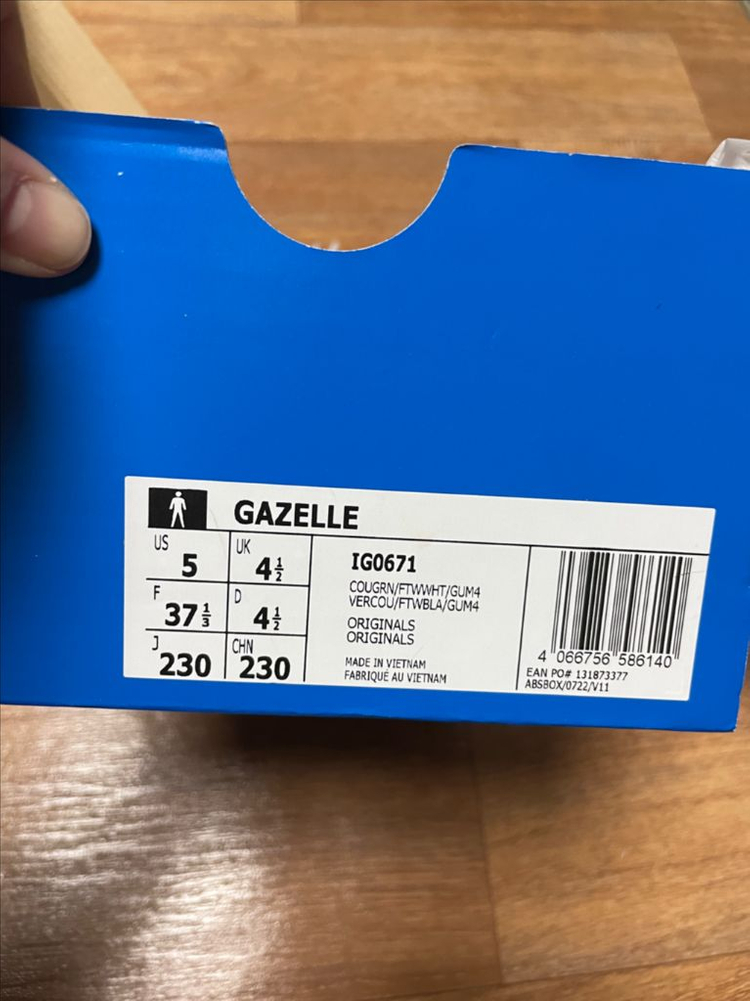 GAZELLE
US 5
UK 4½
F 37⅓
D 4½
J 230
CHN 230
IG0671
COUGRN/FTWWHT/GUM4
VERCOU/FTWBLA/GUM4
ORIGINALS
ORIGINALS
MADE IN VIETNAM
FABRIQUÉ AU VIETNAM
4 066756 586140
EAN PO# 131873377
ABSBOX/0722/V11